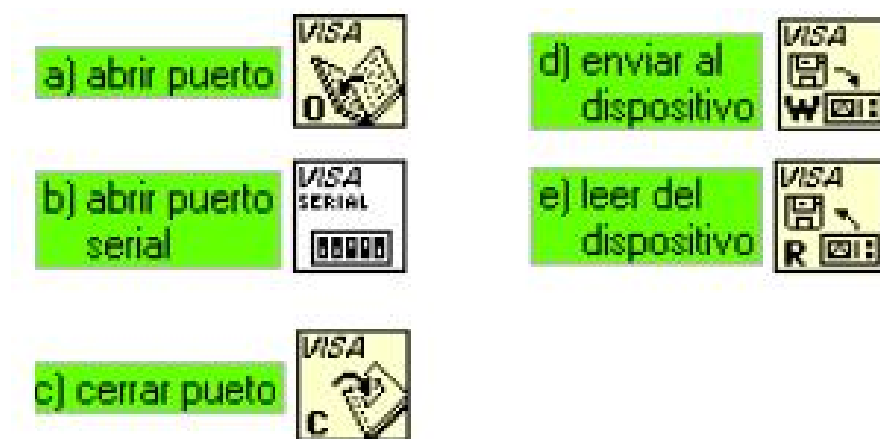 a) abrir puerto
VISA
O
b) abrir puerto
serial
VISA
SERIAL
c) cerrar pueto
VISA
C
d) enviar al
dispositivo
VISA
W
e) leer del
dispositivo
VISA
R